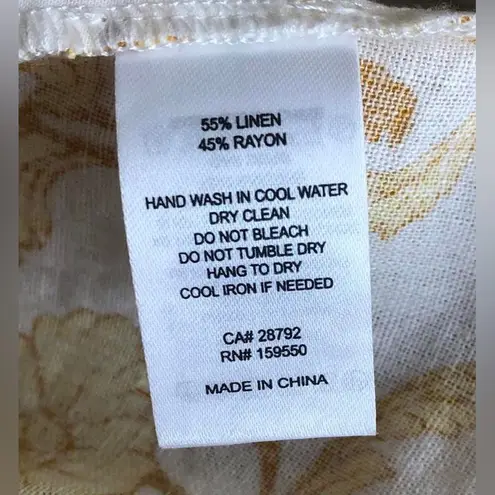 55% LINEN
45% RAYON
HAND WASH IN COOL WATER
DRY CLEAN
DO NOT BLEACH
DO NOT TUMBLE DRY
HANG TO DRY
COOL IRON IF NEEDED
CA# 28792
RN# 159550
MADE IN CHINA